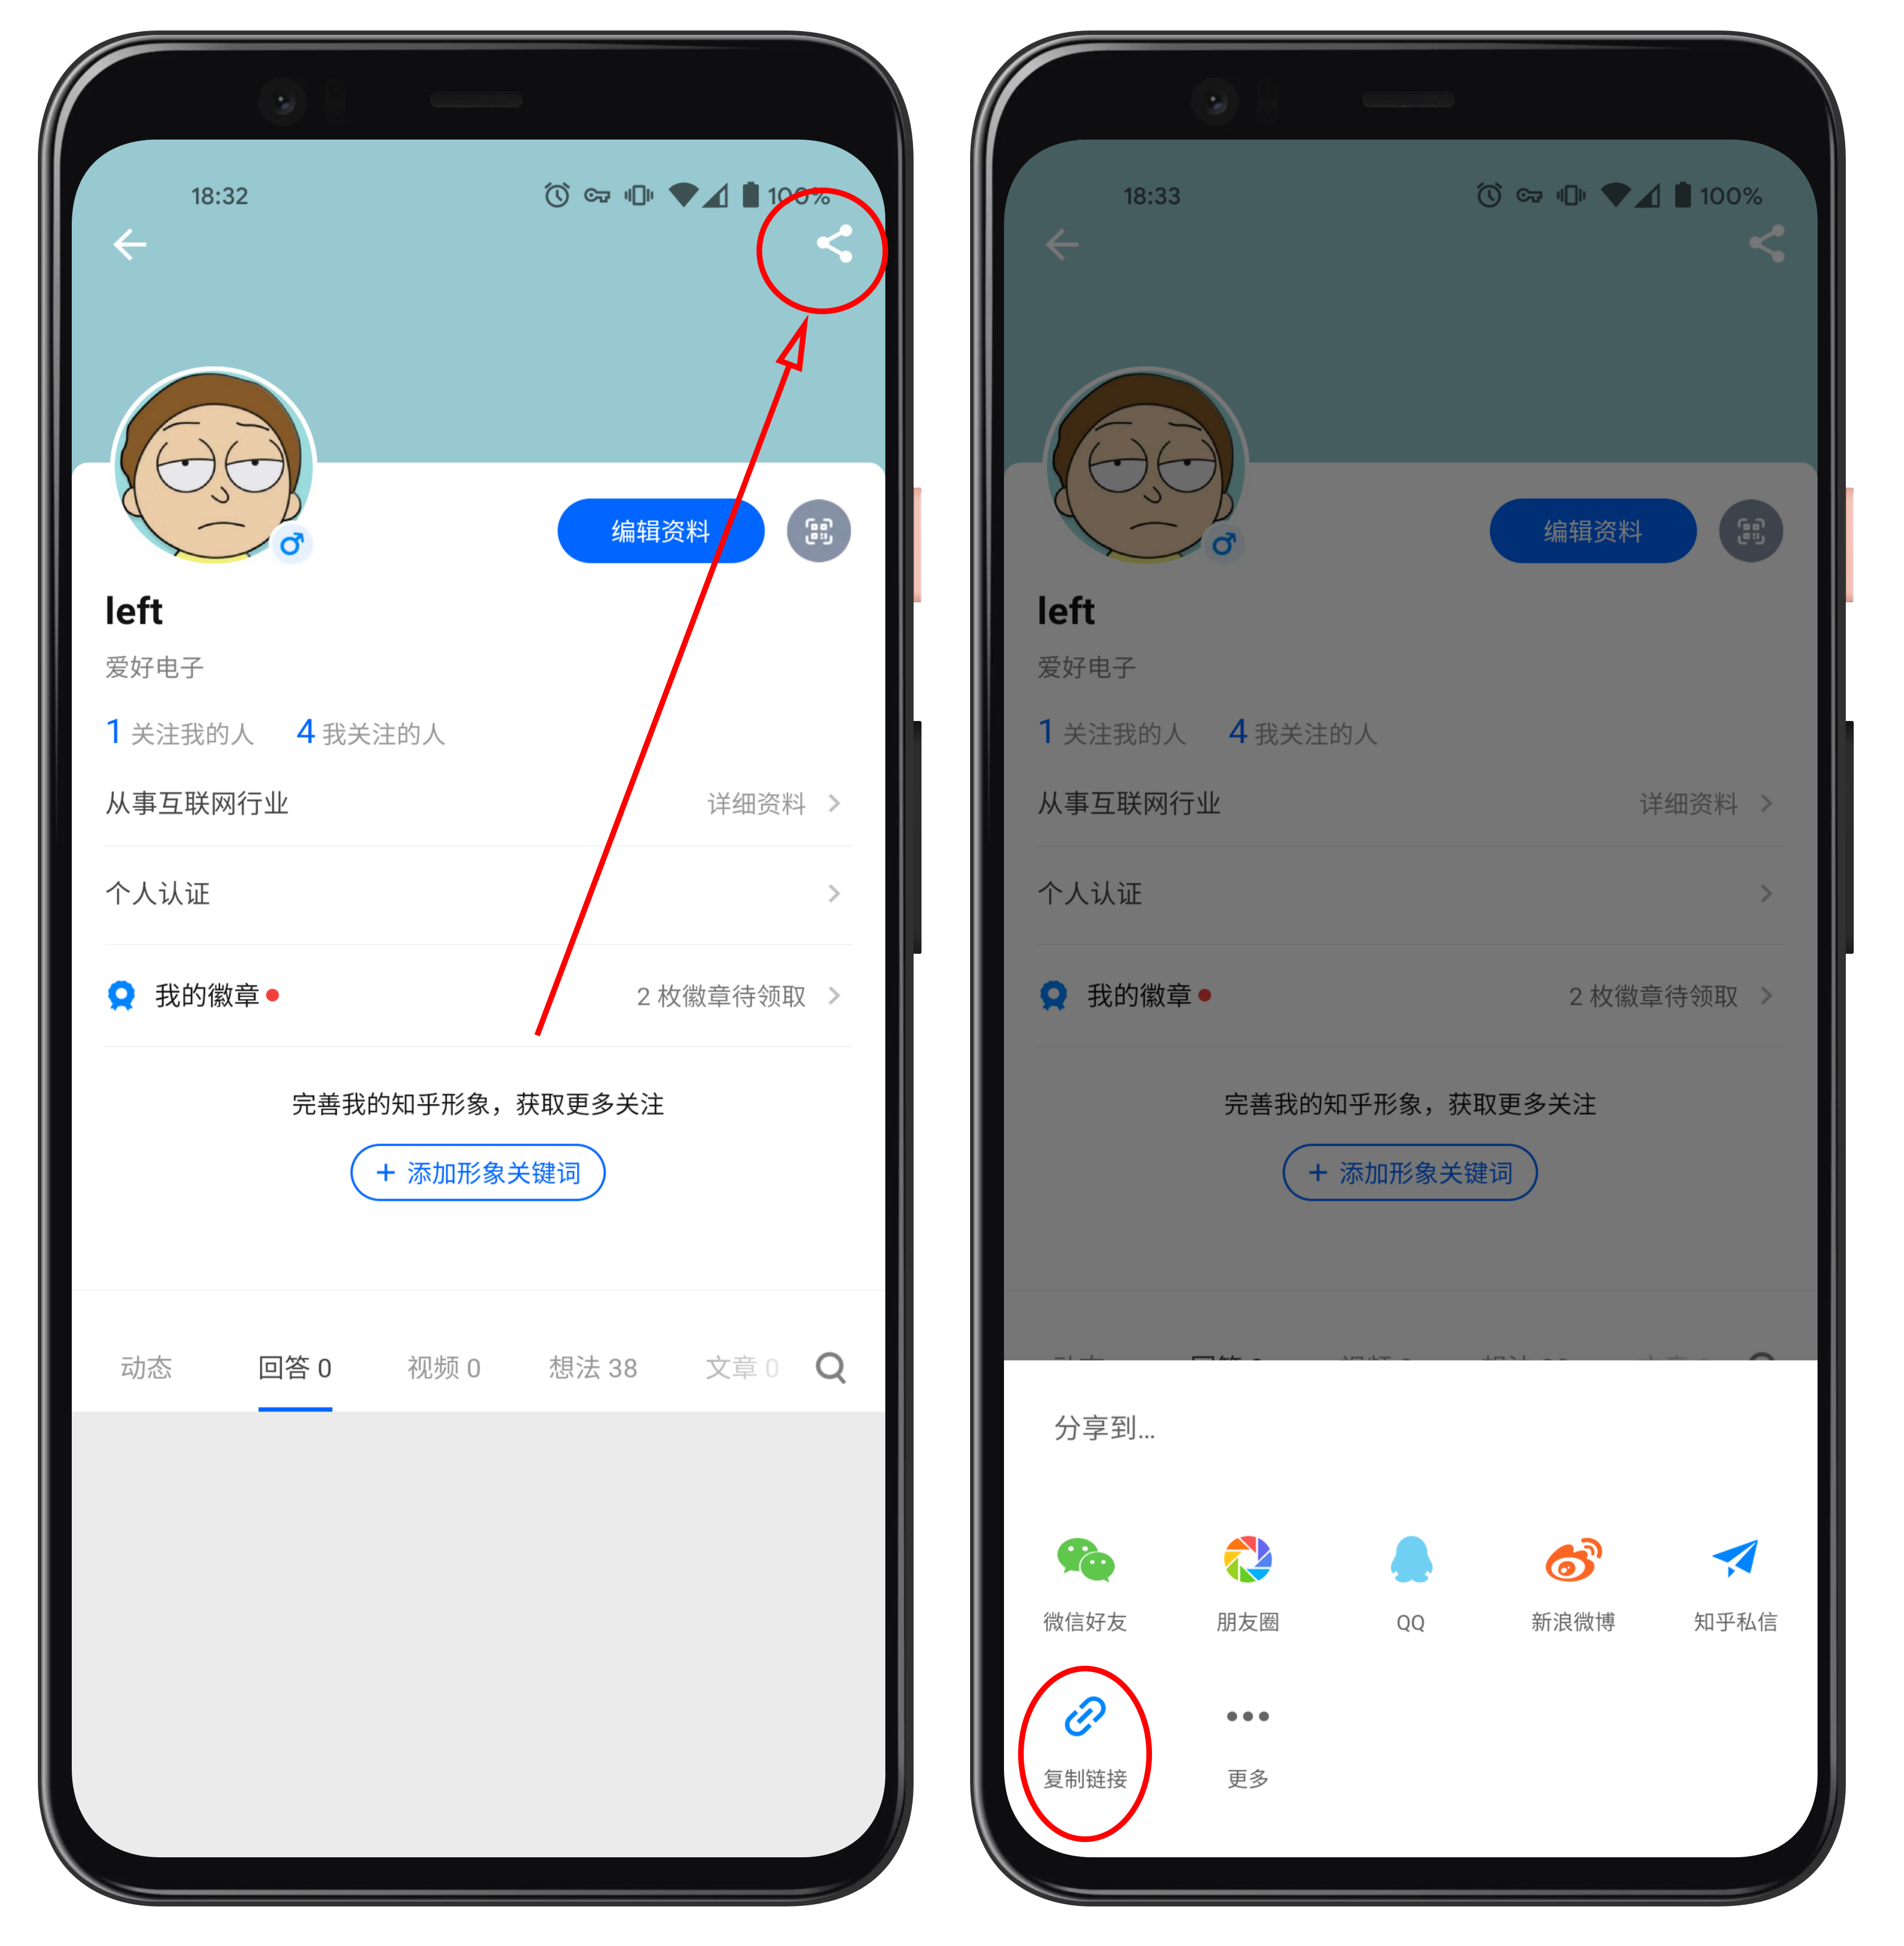 18:32
100%
编辑资料
left
爱好电子
1 关注我的人 4 我关注的人
从事互联网行业 详细资料
个人认证
我的徽章 2 枚徽章待领取
完善我的知乎形象，获取更多关注
+ 添加形象关键词
动态 回答 0 视频 0 想法 38 文章 0
18:33
100%
编辑资料
left
爱好电子
1 关注我的人 4 我关注的人
从事互联网行业 详细资料
个人认证
我的徽章 2 枚徽章待领取
完善我的知乎形象，获取更多关注
+ 添加形象关键词
分享到...
微信好友 朋友圈 QQ 新浪微博 知乎私信
复制链接 更多